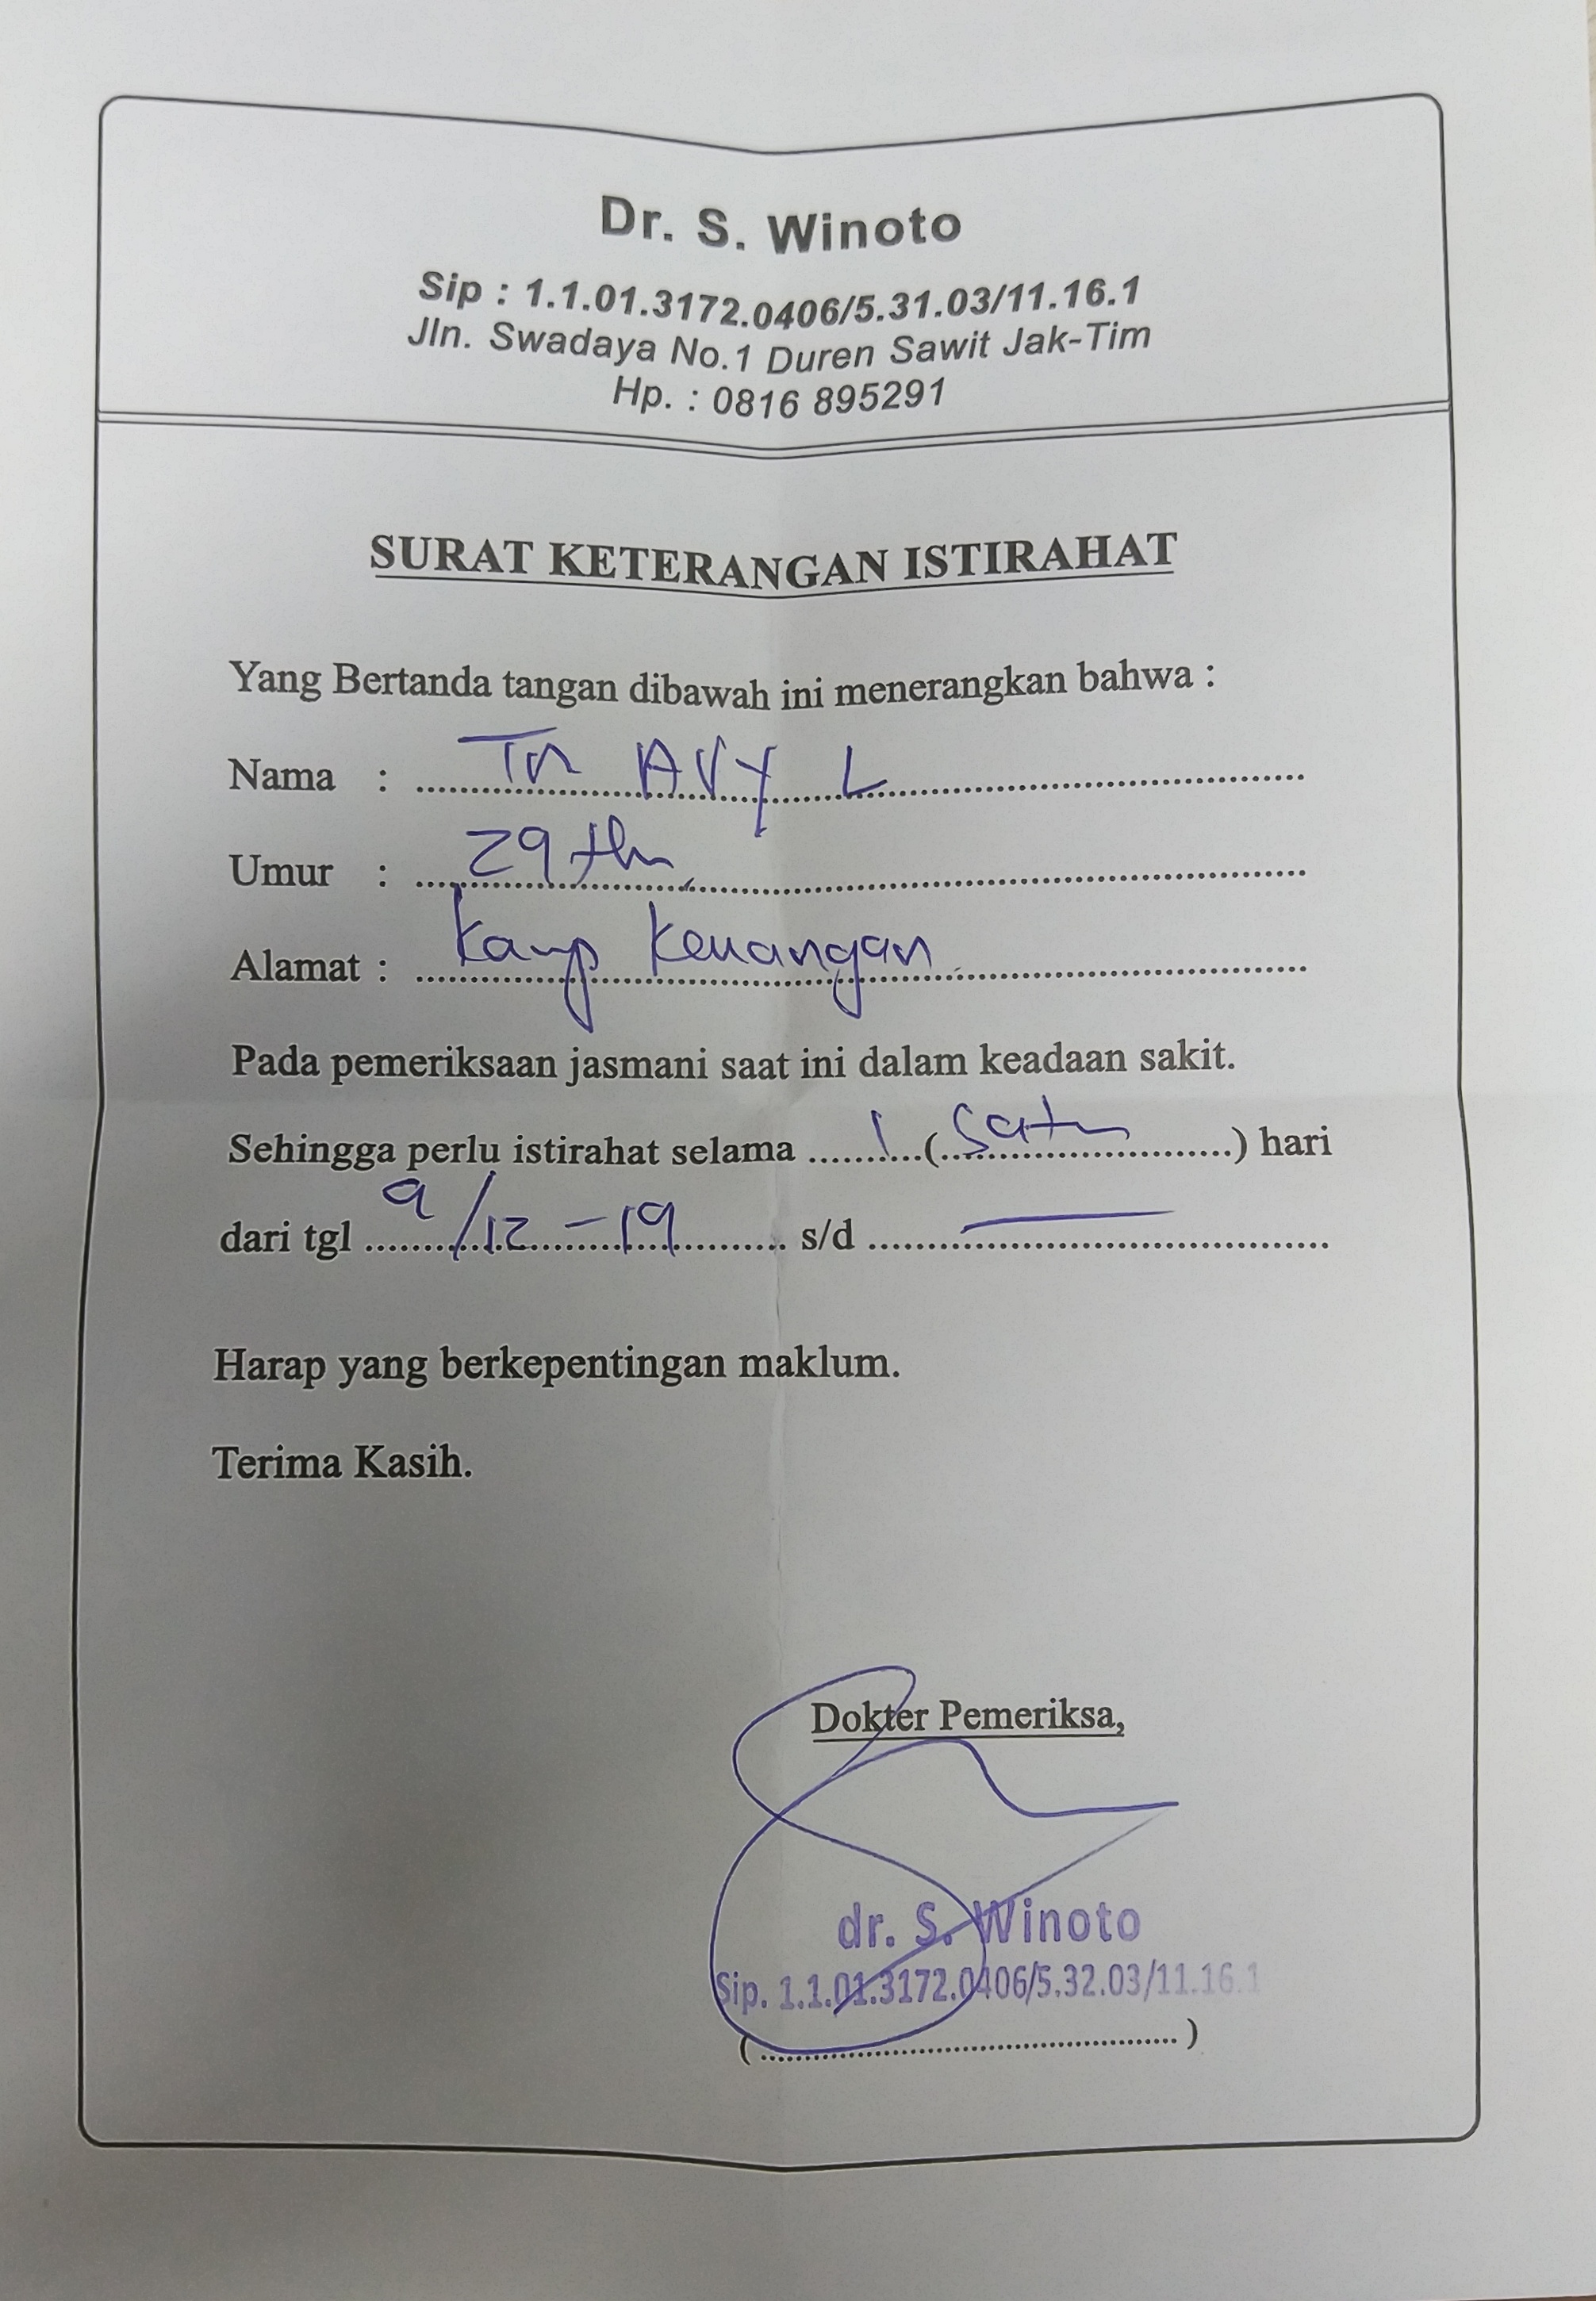 Dr. S. Winoto
Sip : 1.1.01.3172.0406/5.31.03/11.16.1
Jln. Swadaya No.1 Duren Sawit Jak-Tim
Hp. : 0816 895291
SURAT KETERANGAN ISTIRAHAT
Yang Bertanda tangan dibawah ini menerangkan bahwa :
Nama : Tn AVY L
Umur : 29 thn
Alamat : Komp Keuangan
Pada pemeriksaan jasmani saat ini dalam keadaan sakit.
Sehingga perlu istirahat selama ..... 1 (Satu) hari
dari tgl 9/12-19 s/d —
Harap yang berkepentingan maklum.
Terima Kasih.
Dokter Pemeriksa,
dr. S. Winoto
Sip. 1.1.01.3172.0406/5.32.03/11.16.1
(..............................)